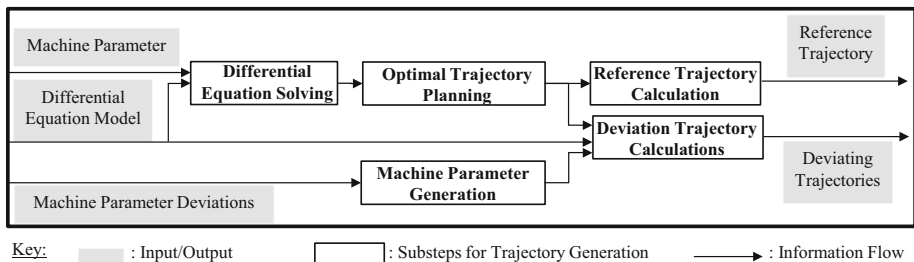 Machine Parameter
Differential
Equation Solving
Optimal Trajectory
Planning
Reference Trajectory
Calculation
Reference
Trajectory
Differential
Equation Model
Deviation Trajectory
Calculations
Machine Parameter
Generation
Deviating
Trajectories
Machine Parameter Deviations
Key:
: Input/Output
: Substeps for Trajectory Generation
: Information Flow